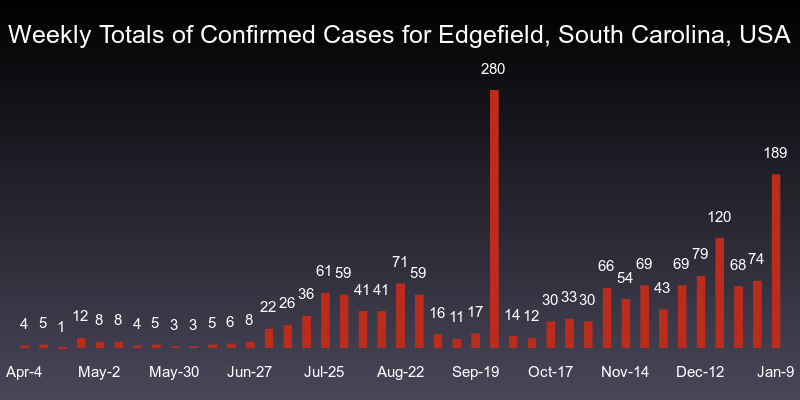 Weekly Totals of Confirmed Cases for Edgefield, South Carolina, USA
280
189
120
4 5 1 12 8 8 4 5 3 3 5 6 8 22 26 36 61 59 41 41 71 59 16 11 17 14 12 30 33 30 66 54 69 43 69 79 68 74
Apr-4 May-2 May-30 Jun-27 Jul-25 Aug-22 Sep-19 Oct-17 Nov-14 Dec-12 Jan-9